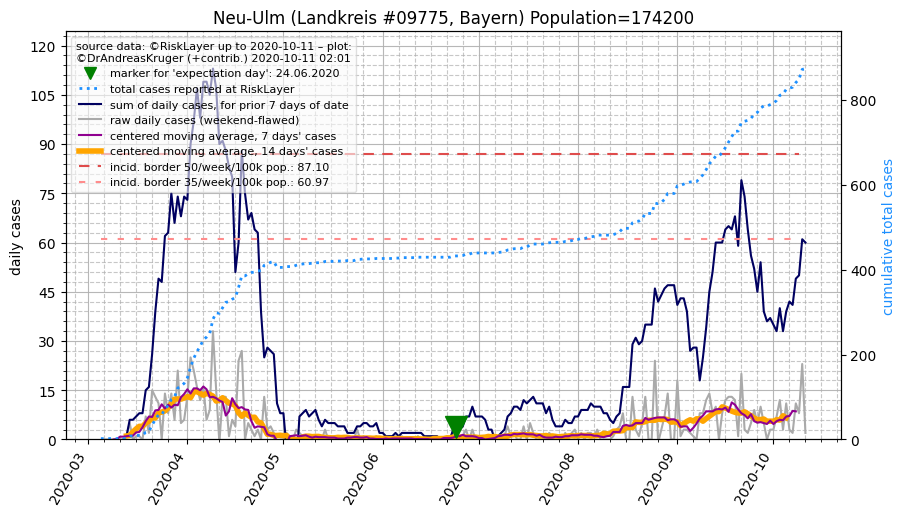 Neu-Ulm (Landkreis #09775, Bayern) Population=174200
source data: ©RiskLayer up to 2020-10-11 – plot:
©DrAndreasKruger (+contrib.) 2020-10-11 02:01
marker for 'expectation day': 24.06.2020
total cases reported at RiskLayer
sum of daily cases, for prior 7 days of date
raw daily cases (weekend-flawed)
centered moving average, 7 days' cases
centered moving average, 14 days' cases
incid. border 50/week/100k pop.: 87.10
incid. border 35/week/100k pop.: 60.97
daily cases
120
105
90
75
60
45
30
15
0
cumulative total cases
800
600
400
200
0
2020-03
2020-04
2020-05
2020-06
2020-07
2020-08
2020-09
2020-10